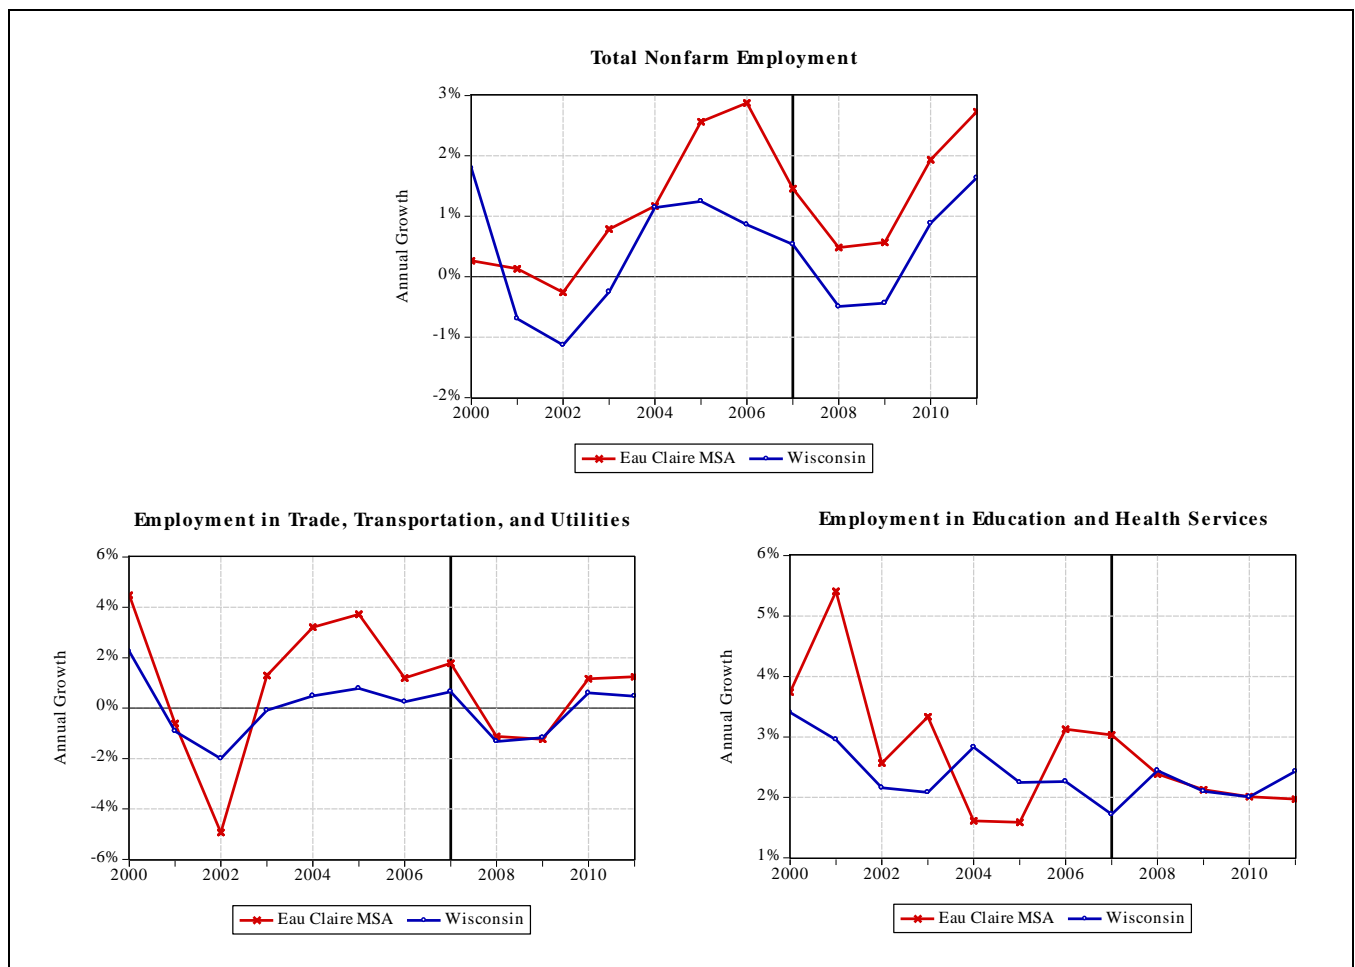 Total Nonfarm Employment
3%
2%
1%
0%
-1%
-2%
Annual Growth
2000 2002 2004 2006 2008 2010
Eau Claire MSA Wisconsin
Employment in Trade, Transportation, and Utilities
6%
4%
2%
0%
-2%
-4%
-6%
Annual Growth
2000 2002 2004 2006 2008 2010
Eau Claire MSA Wisconsin
Employment in Education and Health Services
6%
5%
4%
3%
2%
1%
Annual Growth
2000 2002 2004 2006 2008 2010
Eau Claire MSA Wisconsin